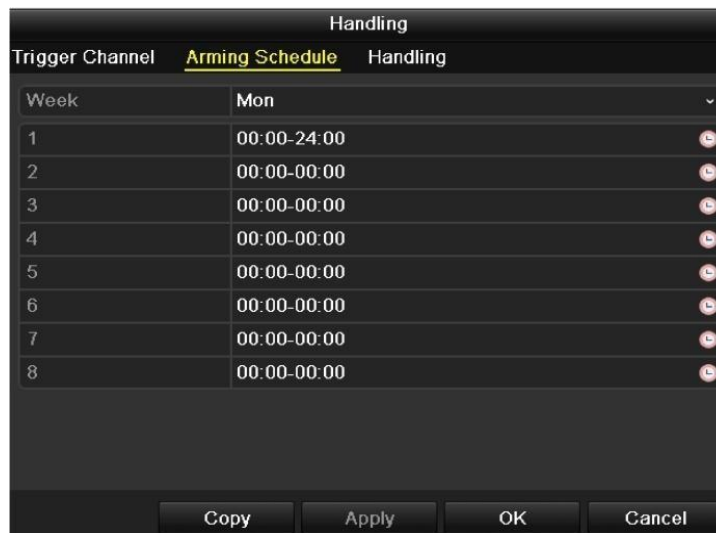 Handling
Trigger Channel Arming Schedule Handling
Week Mon
1 00:00-24:00
2 00:00-00:00
3 00:00-00:00
4 00:00-00:00
5 00:00-00:00
6 00:00-00:00
7 00:00-00:00
8 00:00-00:00
Copy Apply OK Cancel